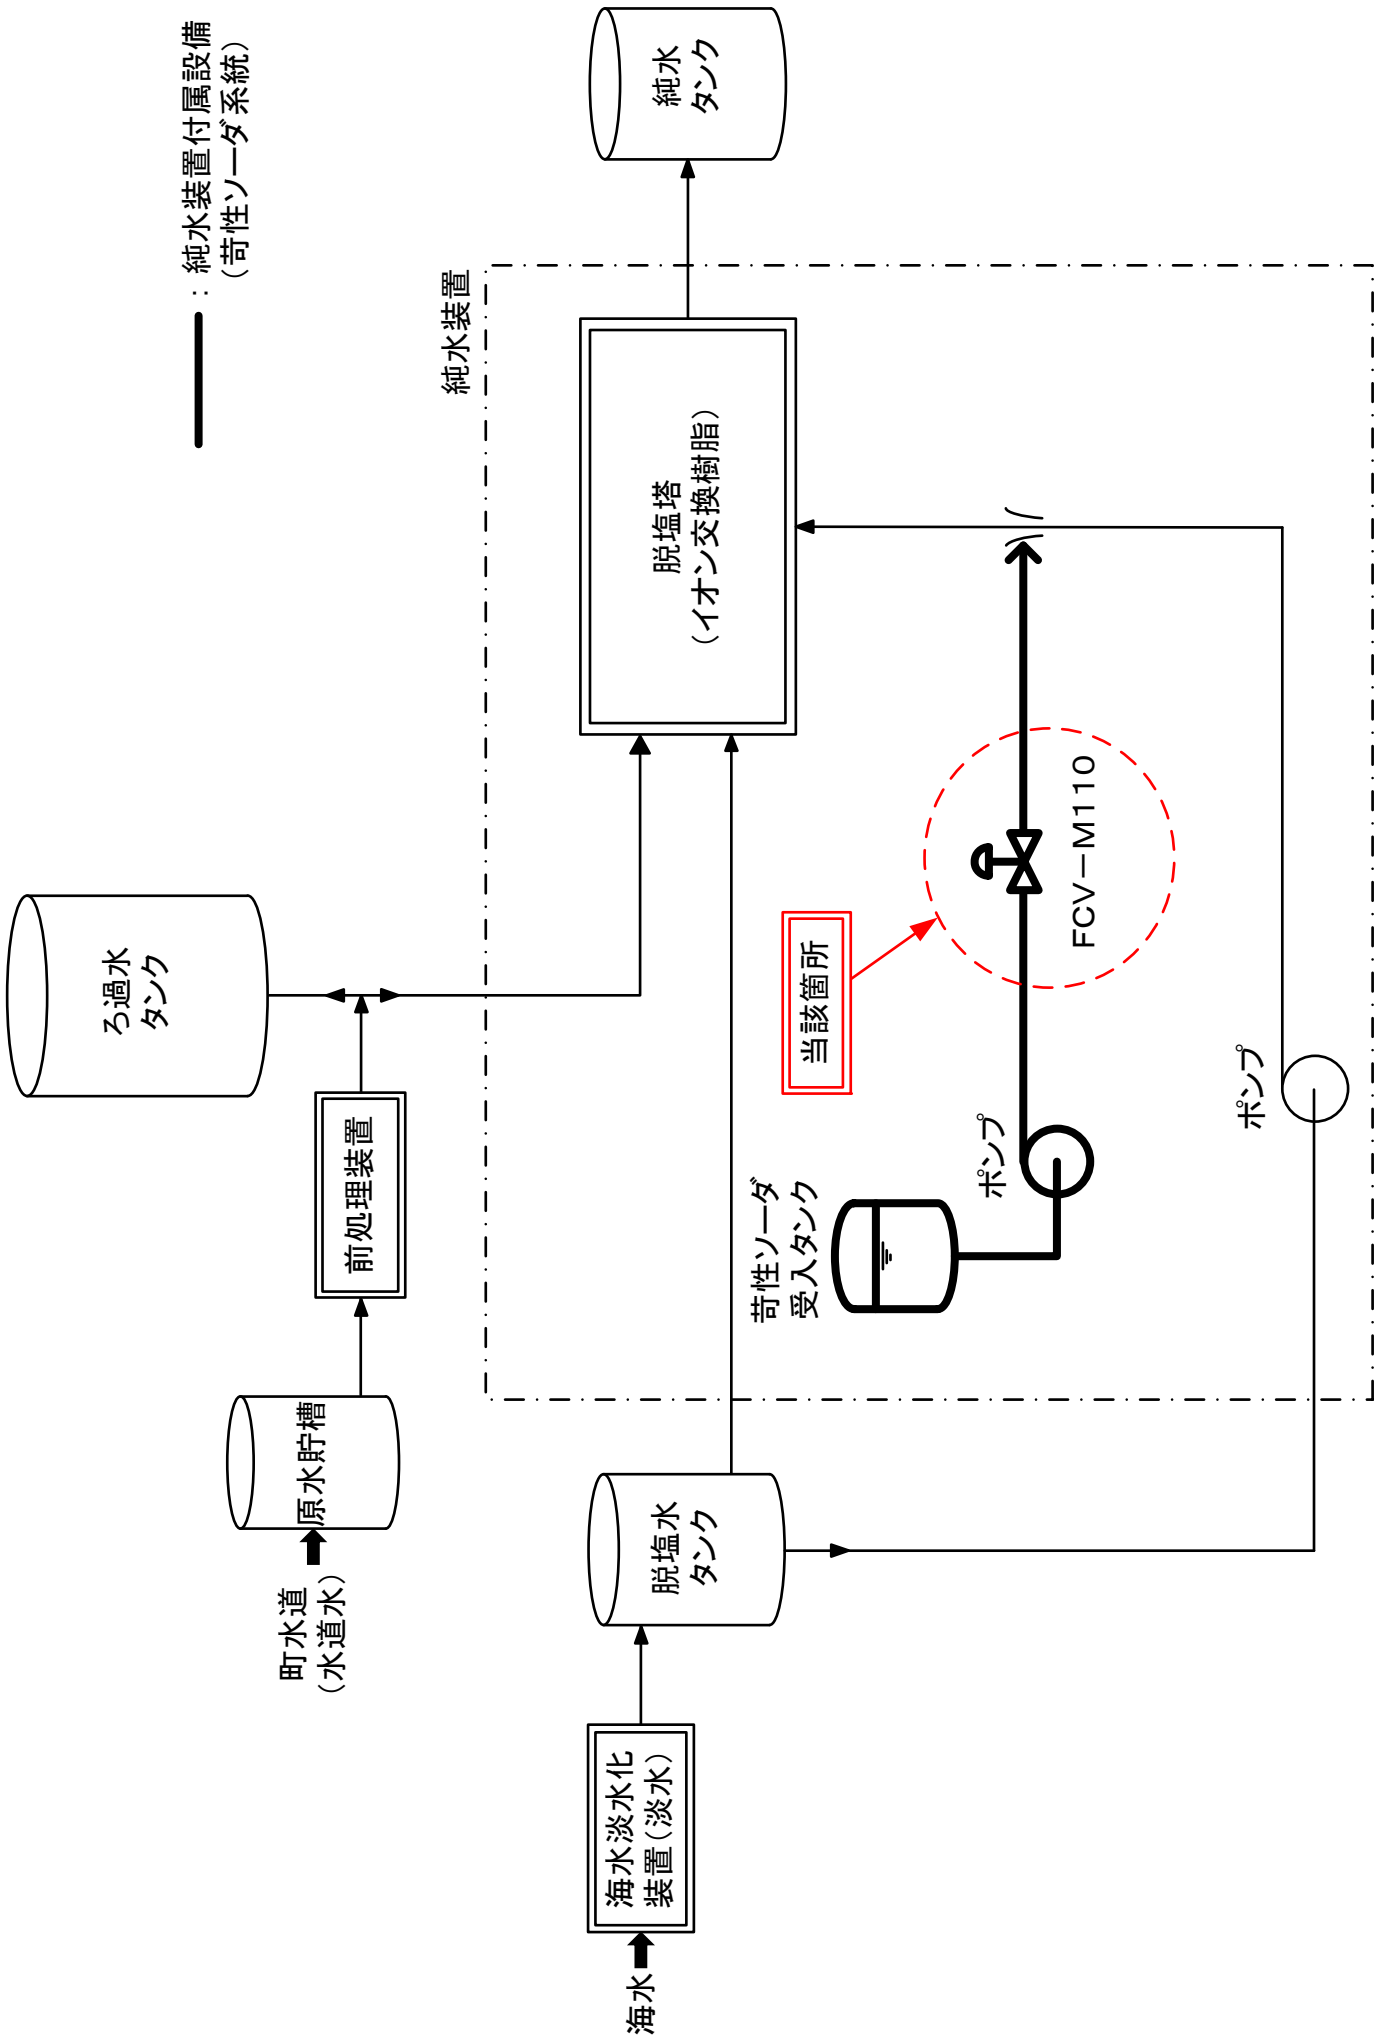 ：純水装置付属設備
（苛性ソーダ系統）
ろ過水
タンク
町水道
（水道水）
原水貯槽
前処理装置
純水装置
海水
海水淡水化
装置（淡水）
脱塩水
タンク
脱塩塔
（イオン交換樹脂）
純水
タンク
苛性ソーダ
受入タンク
当該箇所
ポンプ
FCV－M110
ポンプ